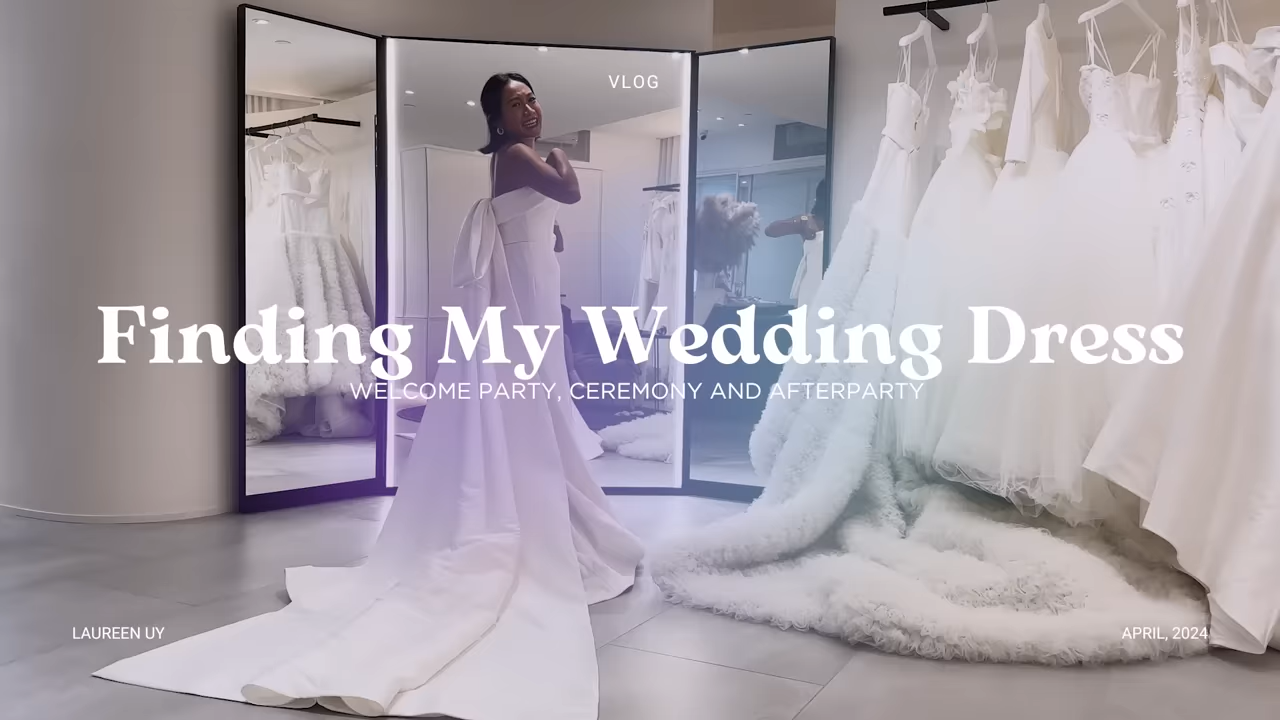 VLOG
Finding My Wedding Dress
WELCOME PARTY, CEREMONY AND AFTERPARTY
LAUREEN UY
APRIL, 2024